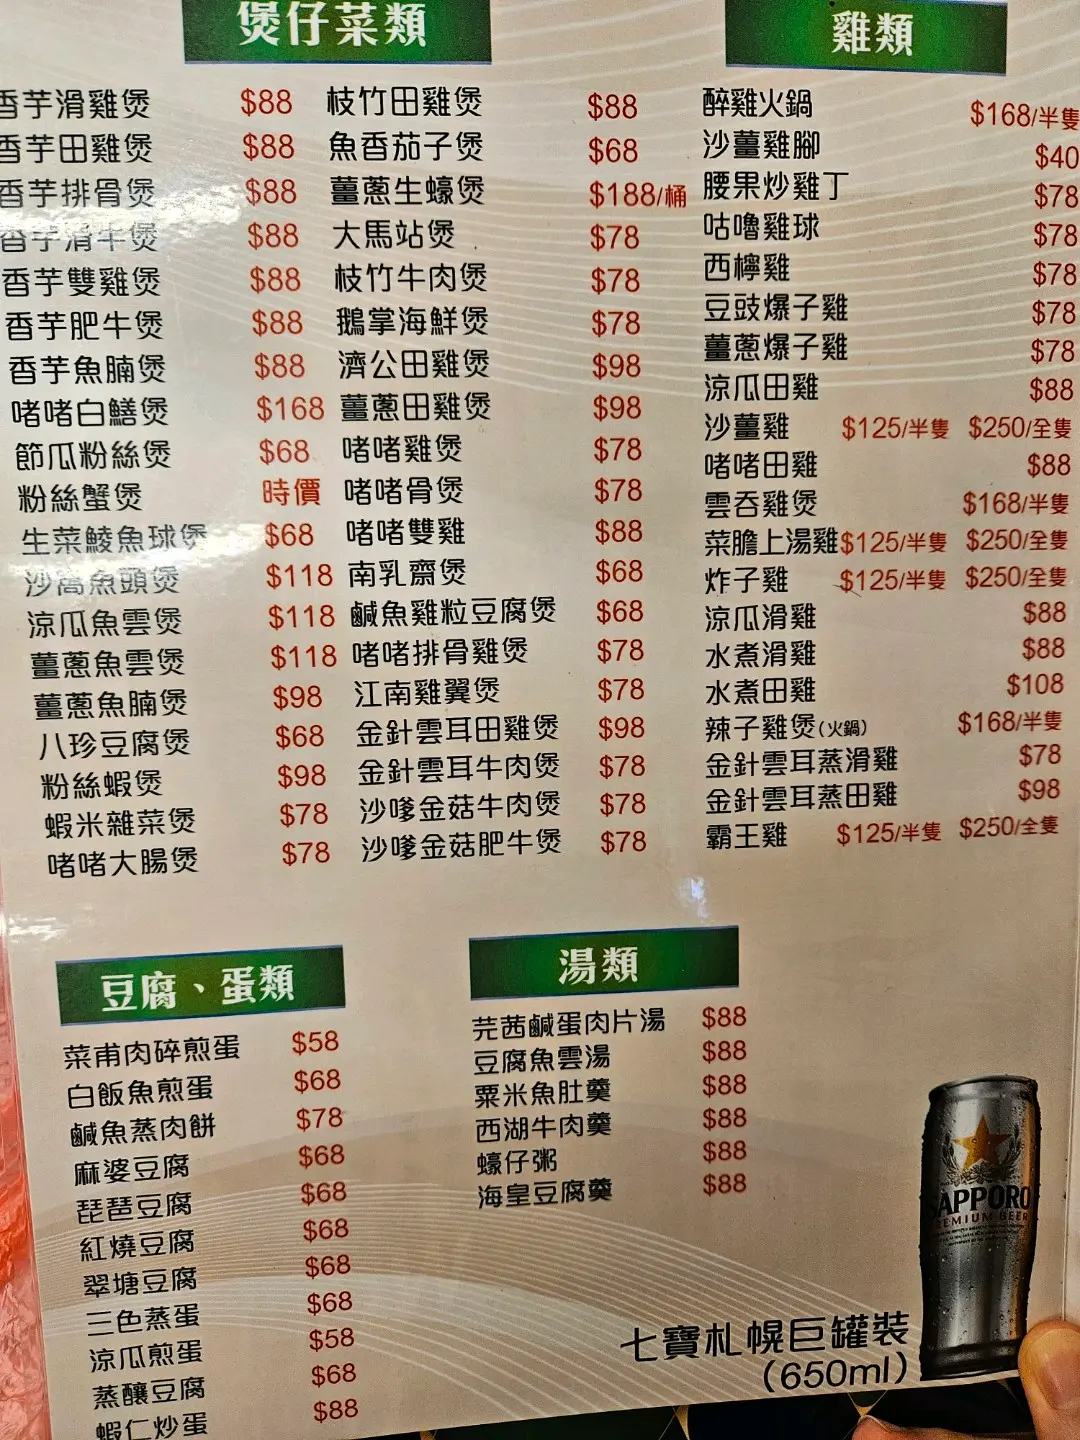 煲仔菜類
香芋滑雞煲 $88
香芋田雞煲 $88
香芋排骨煲 $88
香芋滑牛煲 $88
香芋雙雞煲 $88
香芋肥牛煲 $88
香芋魚腩煲 $88
啫啫白鱔煲 $168
節瓜粉絲煲 $68
粉絲蟹煲 時價
生菜鯪魚球煲 $68
沙窩魚頭煲 $118
涼瓜魚雲煲 $118
薑蔥魚雲煲 $118
薑蔥魚腩煲 $98
八珍豆腐煲 $68
粉絲蝦煲 $98
蝦米雜菜煲 $78
啫啫大腸煲 $78
枝竹田雞煲 $88
魚香茄子煲 $68
薑蔥生蠔煲 $188/桶
大馬站煲 $78
枝竹牛肉煲 $78
鵝掌海鮮煲 $78
濟公田雞煲 $98
薑蔥田雞煲 $98
啫啫雞煲 $78
啫啫骨煲 $78
啫啫雙雞 $88
南乳齋煲 $68
鹹魚雞粒豆腐煲 $68
啫啫排骨雞煲 $78
江南雞翼煲 $78
金針雲耳田雞煲 $98
金針雲耳牛肉煲 $78
沙嗲金菇牛肉煲 $78
沙嗲金菇肥牛煲 $78
雞類
醉雞火鍋 $168/半隻
沙薑雞腳 $40
腰果炒雞丁 $78
咕嚕雞球 $78
西檸雞 $78
豆豉爆子雞 $78
薑蔥爆子雞 $78
涼瓜田雞 $88
沙薑雞 $125/半隻 $250/全隻
啫啫田雞 $88
雲吞雞煲 $168/半隻
菜膽上湯雞 $125/半隻 $250/全隻
炸子雞 $125/半隻 $250/全隻
涼瓜滑雞 $88
水煮滑雞 $88
水煮田雞 $108
辣子雞煲(火鍋) $168/半隻
金針雲耳蒸滑雞 $78
金針雲耳蒸田雞 $98
霸王雞 $125/半隻 $250/全隻
豆腐、蛋類
菜甫肉碎煎蛋 $58
白飯魚煎蛋 $68
鹹魚蒸肉餅 $78
麻婆豆腐 $68
琵琶豆腐 $68
紅燒豆腐 $68
翠塘豆腐 $68
三色蒸蛋 $68
涼瓜煎蛋 $58
蒸釀豆腐 $68
蝦仁炒蛋 $88
湯類
芫茜鹹蛋肉片湯 $88
豆腐魚雲湯 $88
粟米魚肚羹 $88
西湖牛肉羹 $88
蠔仔粥 $88
海皇豆腐羹 $88
SAPPORO
PREMIUM BEER
七寶札幌巨罐裝
(650ml)